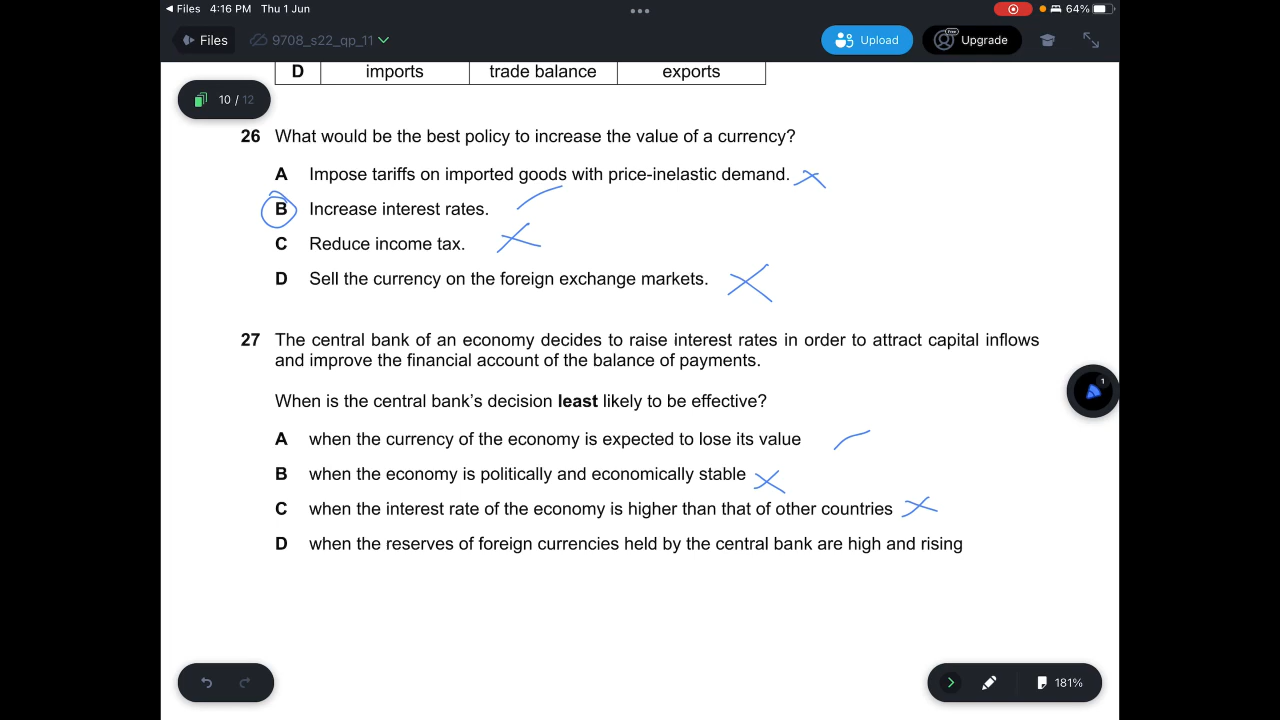 Files 4:16 PM Thu 1 Jun 64%
Files 9708_s22_qp_11 Upload Free Upgrade
D imports trade balance exports
10 / 12
26 What would be the best policy to increase the value of a currency?
A Impose tariffs on imported goods with price-inelastic demand.
B Increase interest rates.
C Reduce income tax.
D Sell the currency on the foreign exchange markets.
27 The central bank of an economy decides to raise interest rates in order to attract capital inflows
and improve the financial account of the balance of payments.
1
When is the central bank's decision least likely to be effective?
A when the currency of the economy is expected to lose its value
B when the economy is politically and economically stable
C when the interest rate of the economy is higher than that of other countries
D when the reserves of foreign currencies held by the central bank are high and rising
181%